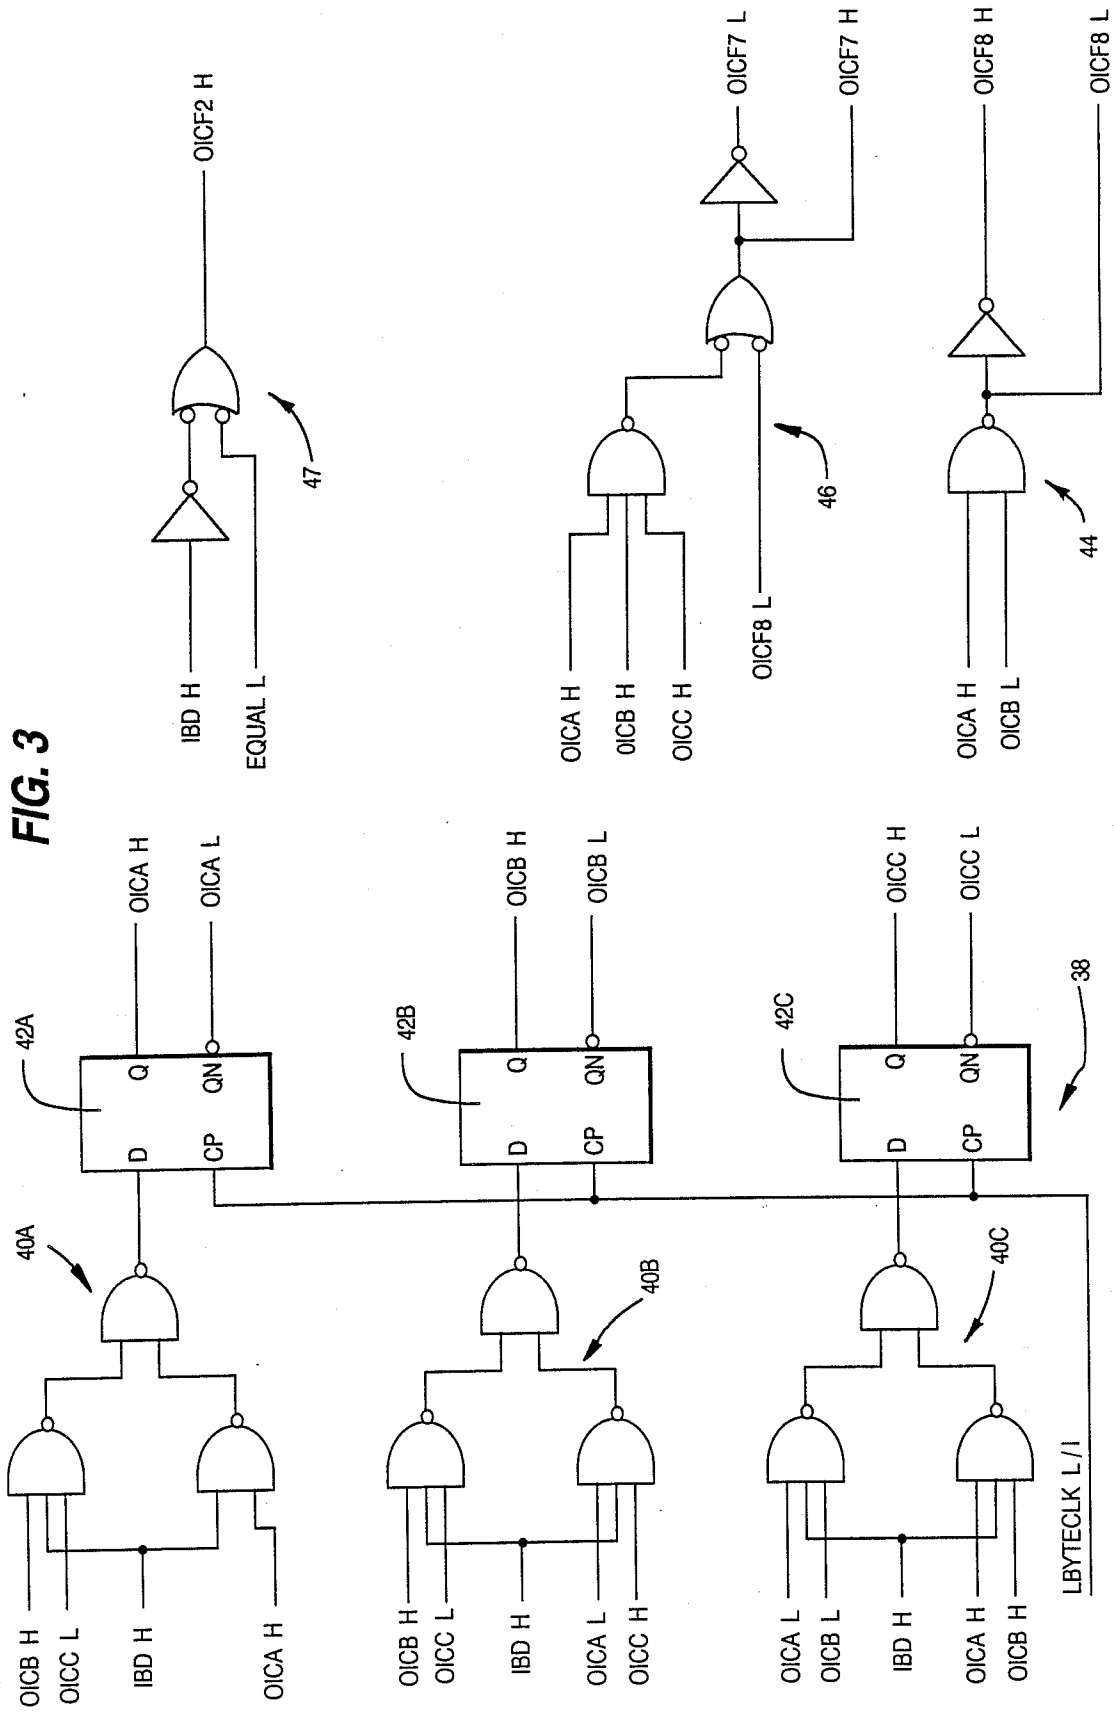 FIG. 3
OICB H
OICC L
IBD H
OICA H
40A
42A
D
Q
CP
QN
OICA H
OICA L
OICB H
OICC L
IBD H
OICA L
OICC H
40B
42B
D
Q
CP
QN
OICB H
OICB L
OICA L
OICB L
IBD H
OICA H
OICB H
40C
42C
D
Q
CP
QN
OICC H
OICC L
LBYTECLK L / I
38
IBD H
EQUAL L
47
OICF2 H
OICA H
OICB H
OICC H
OICF8 L
46
OICF7 L
OICF7 H
OICA H
OICB L
44
OICF8 H
OICF8 L